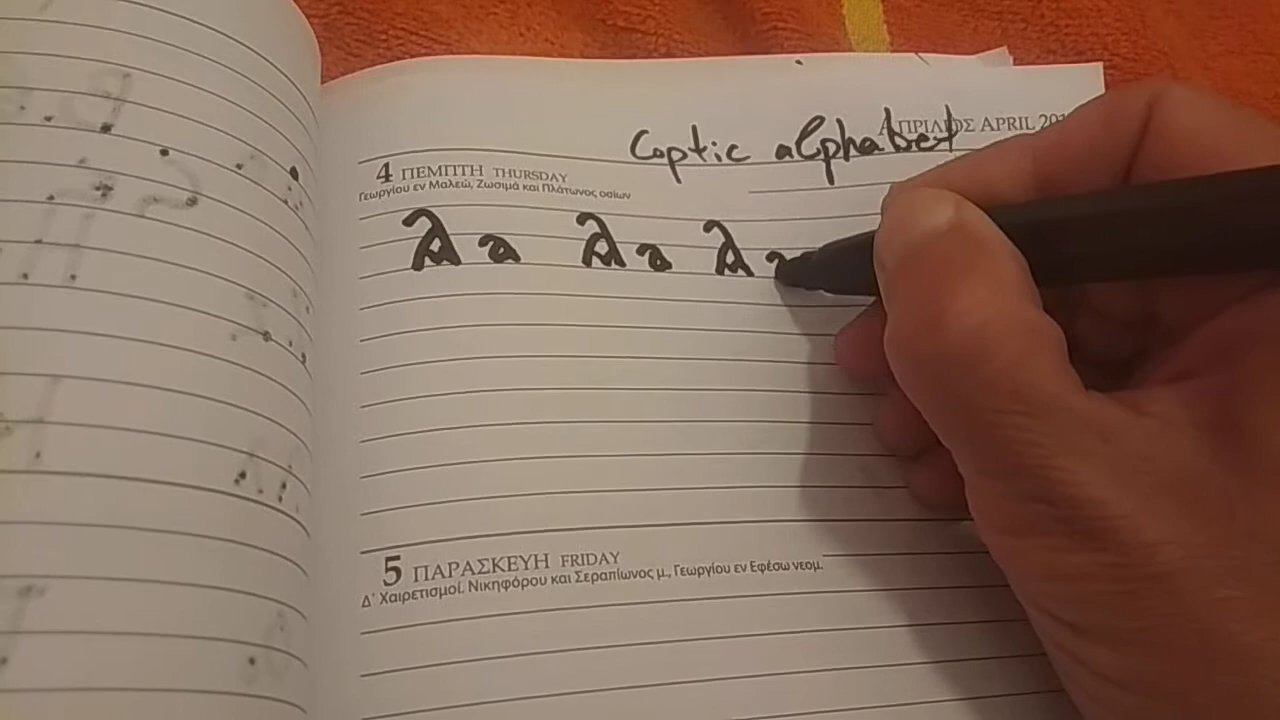 Coptic alphabet
ΑΠΡΙΛΙΟΣ APRIL
4 ΠΕΜΠΤΗ THURSDAY
Γεωργίου εν Μαλεώ, Ζωσιμά και Πλάτωνος οσίων
Ⲁ ⲁ Ⲁ ⲁ Ⲁ ⲁ
5 ΠΑΡΑΣΚΕΥΗ FRIDAY
Δ΄ Χαιρετισμοί. Νικηφόρου και Σεραπίωνος μ., Γεωργίου εν Εφέσω νεομ.